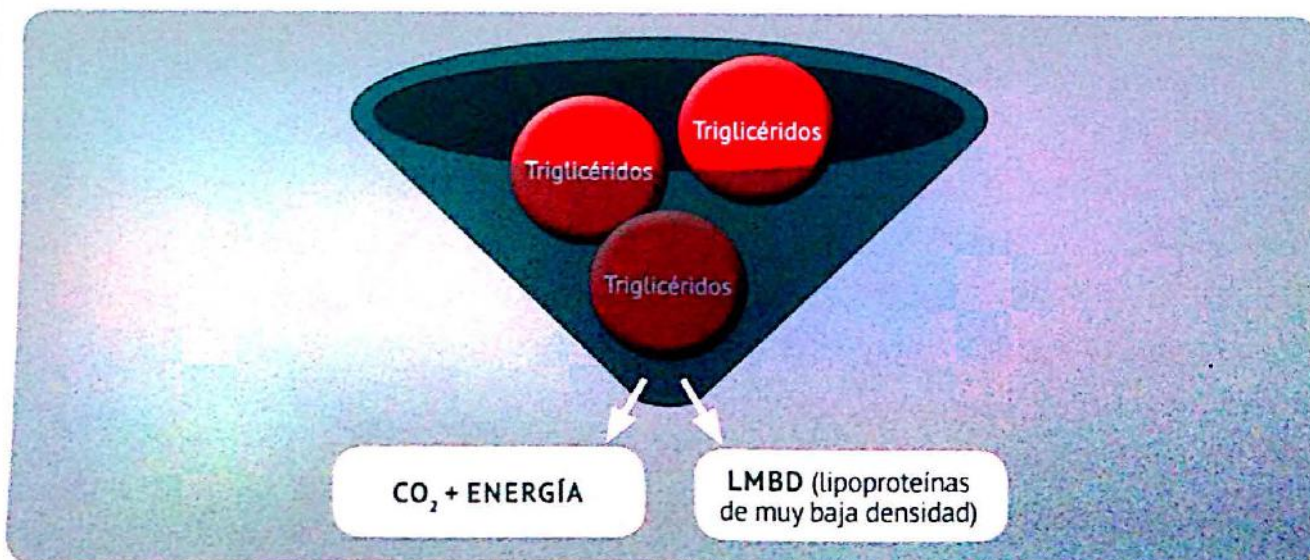 Triglicéridos
Triglicéridos
Triglicéridos
CO₂ + ENERGÍA
LMBD (lipoproteínas
de muy baja densidad)